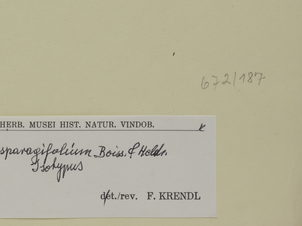 672/187
HERB. MUSEI HIST. NATUR. VINDOB.
sparagifolium Boiss. & Heldr.
Isotypus
det./rev. F. KRENDL